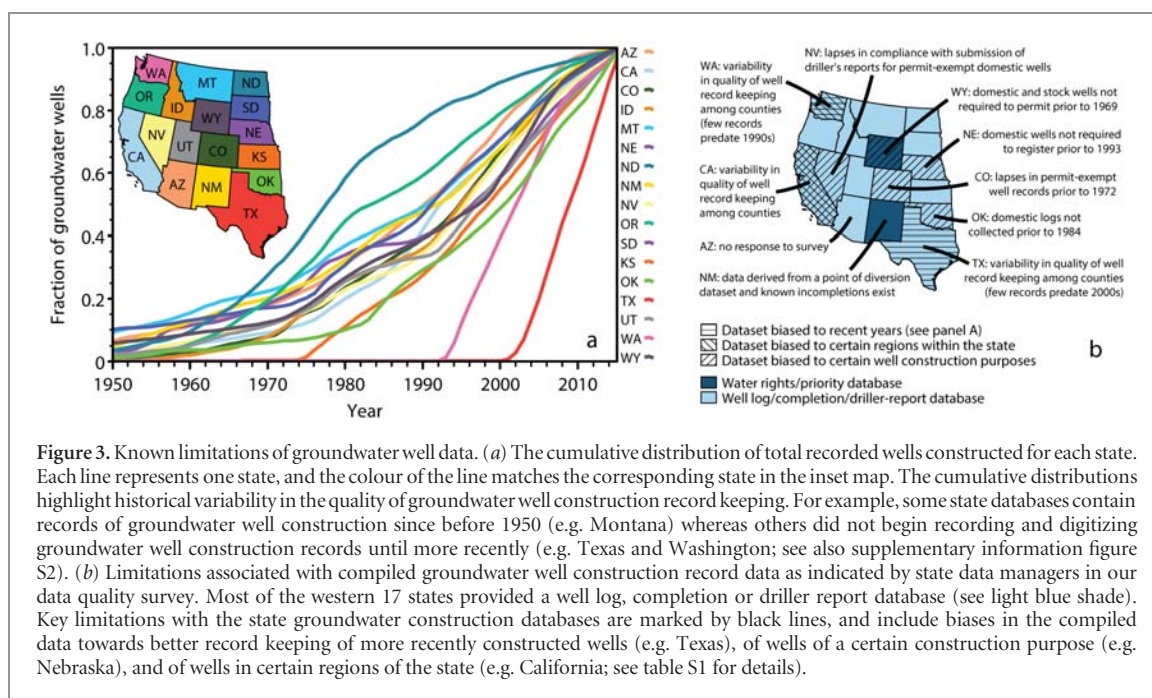 1.0
0.8
0.6
0.4
0.2
0
Fraction of groundwater wells
1950
1960
1970
1980
1990
2000
2010
Year
a
WA
MT
ND
OR
ID
SD
WY
NE
NV
UT
CO
KS
CA
AZ
NM
OK
TX
AZ
CA
CO
ID
MT
NE
ND
NM
NV
OR
SD
KS
OK
TX
UT
WA
WY
NV: lapses in compliance with submission of
driller's reports for permit-exempt domestic wells
WA: variability
in quality of well
record keeping
among counties
(few records
predate 1990s)
WY: domestic and stock wells not
required to permit prior to 1969
NE: domestic wells not required
to register prior to 1993
CA: variability in
quality of well
record keeping
among counties
CO: lapses in permit-exempt
well records prior to 1972
OK: domestic logs not
collected prior to 1984
AZ: no response to survey
TX: variability in quality of well
record keeping among counties
(few records predate 2000s)
NM: data derived from a point of diversion
dataset and known incompletions exist
Dataset biased to recent years (see panel A)
Dataset biased to certain regions within the state
Dataset biased to certain well construction purposes
Water rights/priority database
Well log/completion/driller-report database
b
Figure 3. Known limitations of groundwater well data. (a) The cumulative distribution of total recorded wells constructed for each state.
Each line represents one state, and the colour of the line matches the corresponding state in the inset map. The cumulative distributions
highlight historical variability in the quality of groundwater well construction record keeping. For example, some state databases contain
records of groundwater well construction since before 1950 (e.g. Montana) whereas others did not begin recording and digitizing
groundwater well construction records until more recently (e.g. Texas and Washington; see also supplementary information figure
S2). (b) Limitations associated with compiled groundwater well construction record data as indicated by state data managers in our
data quality survey. Most of the western 17 states provided a well log, completion or driller report database (see light blue shade).
Key limitations with the state groundwater construction databases are marked by black lines, and include biases in the compiled
data towards better record keeping of more recently constructed wells (e.g. Texas), of wells of a certain construction purpose (e.g.
Nebraska), and of wells in certain regions of the state (e.g. California; see table S1 for details).